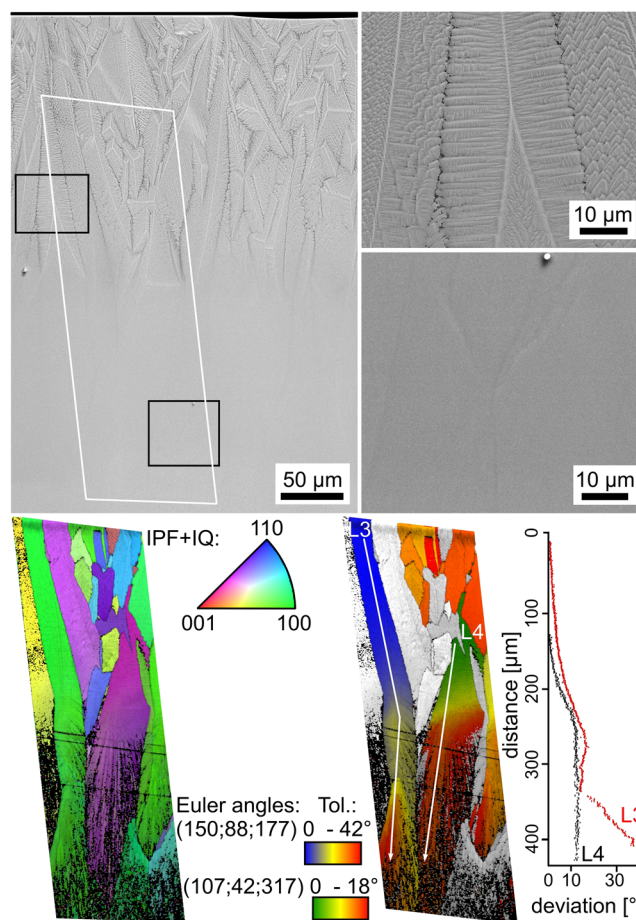 10 µm
50 µm
10 µm
IPF+IQ:
110
001
100
L3
L4
0
100
200
300
400
distance [µm]
L3
L4
0
10
30
deviation [°
Euler angles:
Tol.:
(150;88;177)
0 - 42°
(107;42;317)
0 - 18°